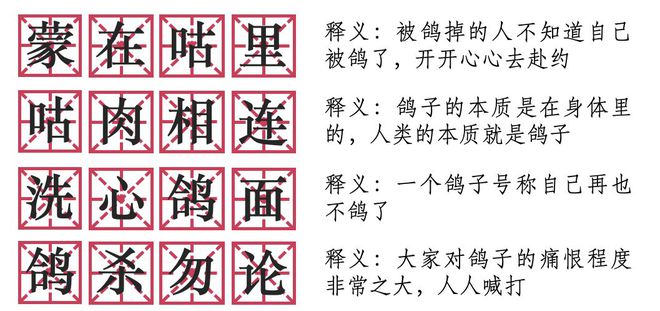 蒙在咕里
释义：被鸽掉的人不知道自己
被鸽了，开开心心去赴约
咕肉相连
释义：鸽子的本质是在身体里
的，人类的本质就是鸽子
洗心鸽面
释义：一个鸽子号称自己再也
不鸽了
鸽杀勿论
释义：大家对鸽子的痛恨程度
非常之大，人人喊打